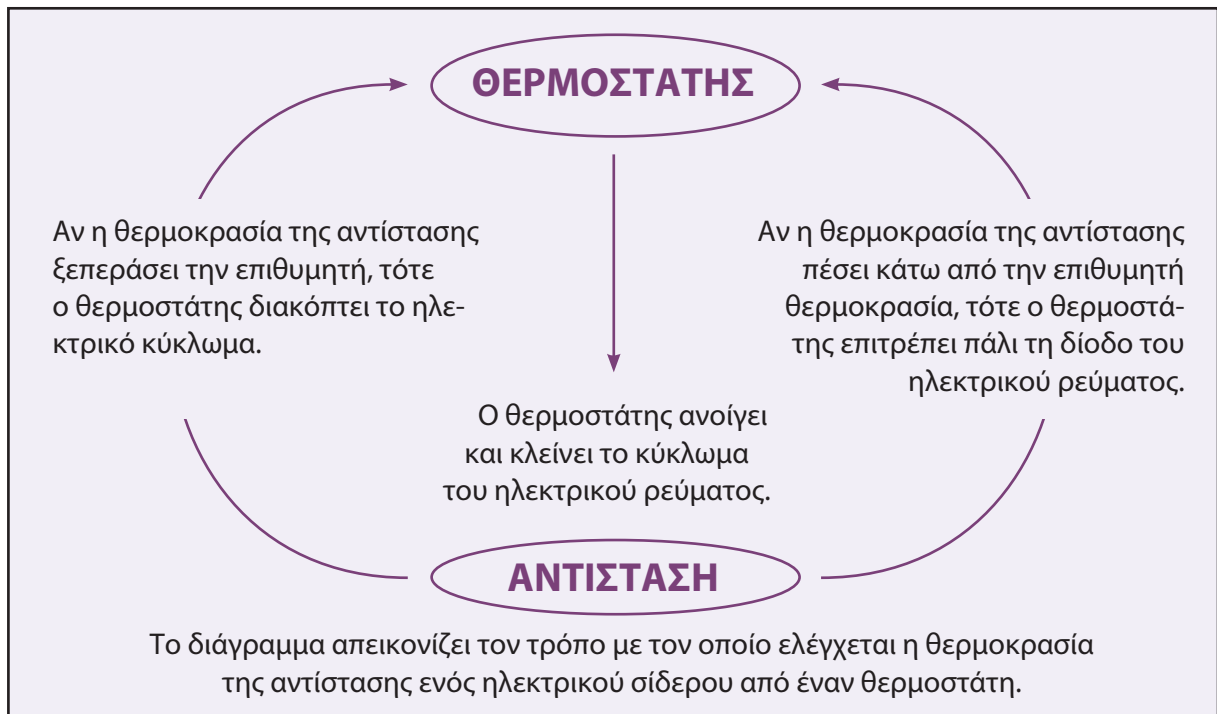 ΘΕΡΜΟΣΤΑΤΗΣ
Αν η θερμοκρασία της αντίστασης
ξεπεράσει την επιθυμητή, τότε
ο θερμοστάτης διακόπτει το ηλε-
κτρικό κύκλωμα.
Αν η θερμοκρασία της αντίστασης
πέσει κάτω από την επιθυμητή
θερμοκρασία, τότε ο θερμοστά-
της επιτρέπει πάλι τη δίοδο του
ηλεκτρικού ρεύματος.
Ο θερμοστάτης ανοίγει
και κλείνει το κύκλωμα
του ηλεκτρικού ρεύματος.
ΑΝΤΙΣΤΑΣΗ
Το διάγραμμα απεικονίζει τον τρόπο με τον οποίο ελέγχεται η θερμοκρασία
της αντίστασης ενός ηλεκτρικού σίδερου από έναν θερμοστάτη.